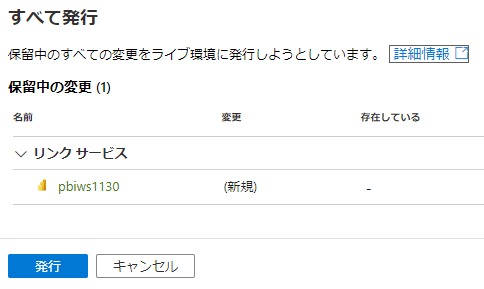 すべて発行
保留中のすべての変更をライブ環境に発行しようとしています。 詳細情報
保留中の変更 (1)
名前 変更 存在している
リンク サービス
pbiws1130 (新規) -
発行 キャンセル